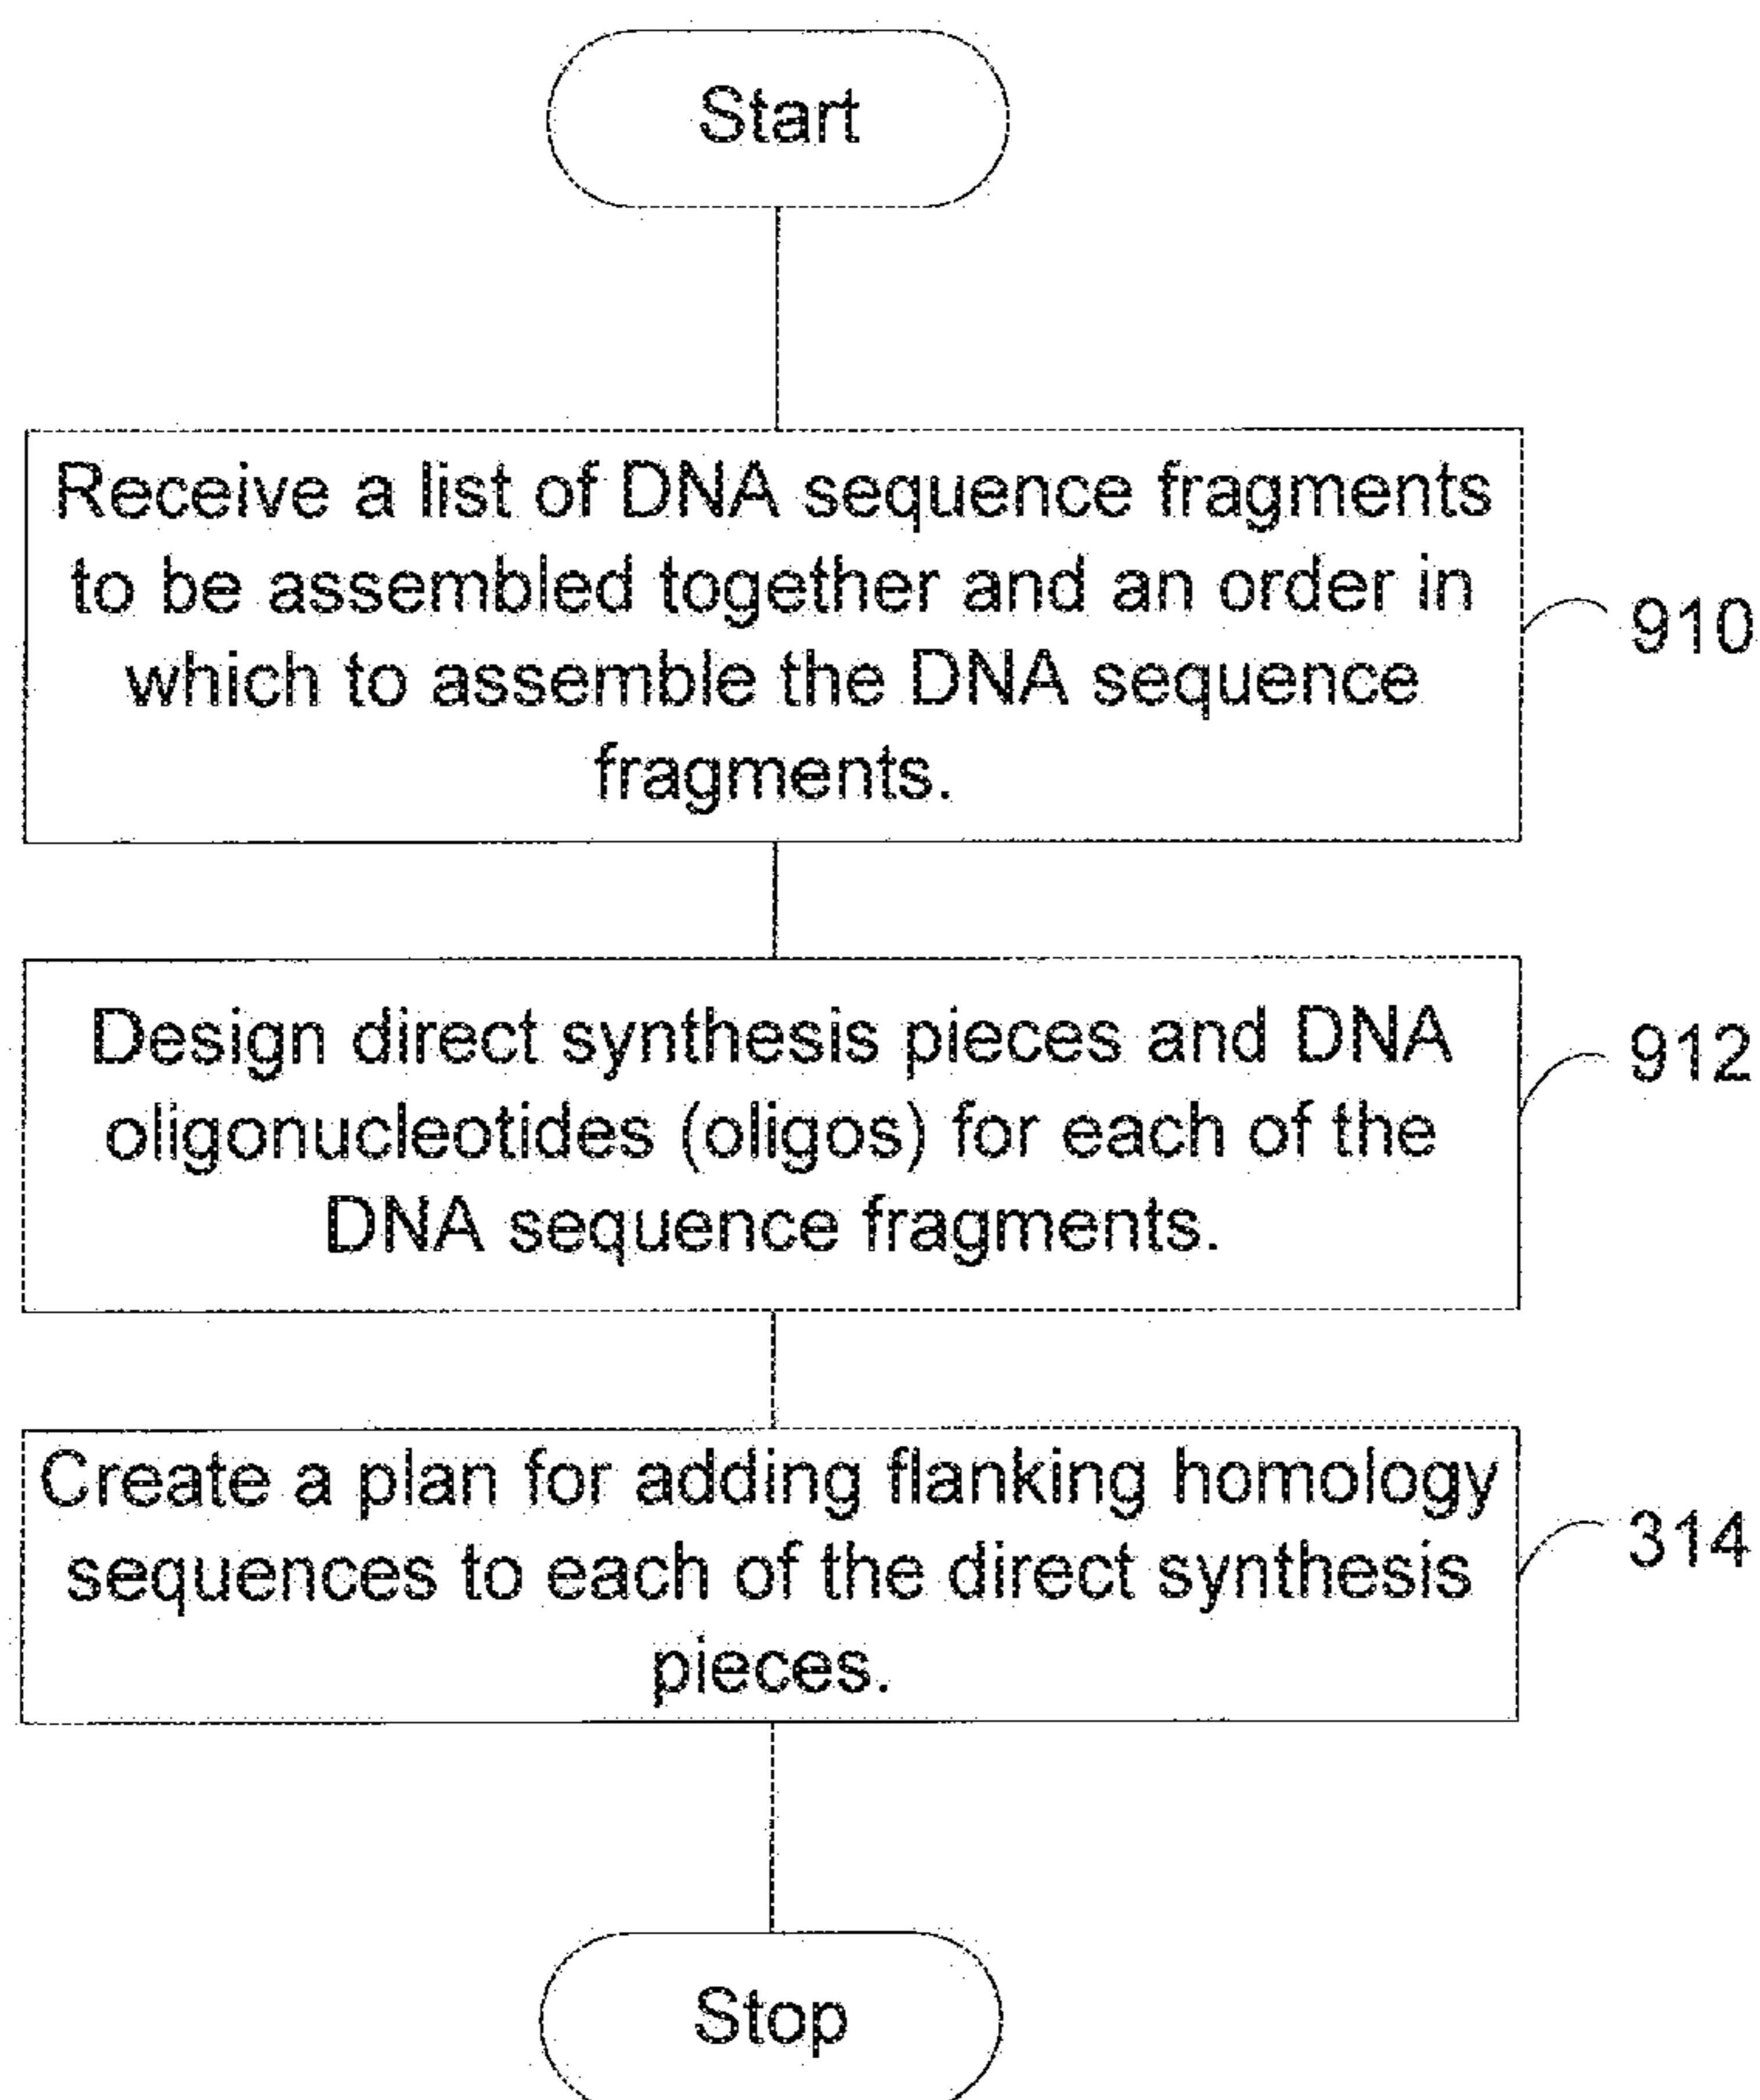 Start
Receive a list of DNA sequence fragments
to be assembled together and an order in
which to assemble the DNA sequence
fragments.
910
Design direct synthesis pieces and DNA
oligonucleotides (oligos) for each of the
DNA sequence fragments.
912
Create a plan for adding flanking homology
sequences to each of the direct synthesis
pieces.
314
Stop